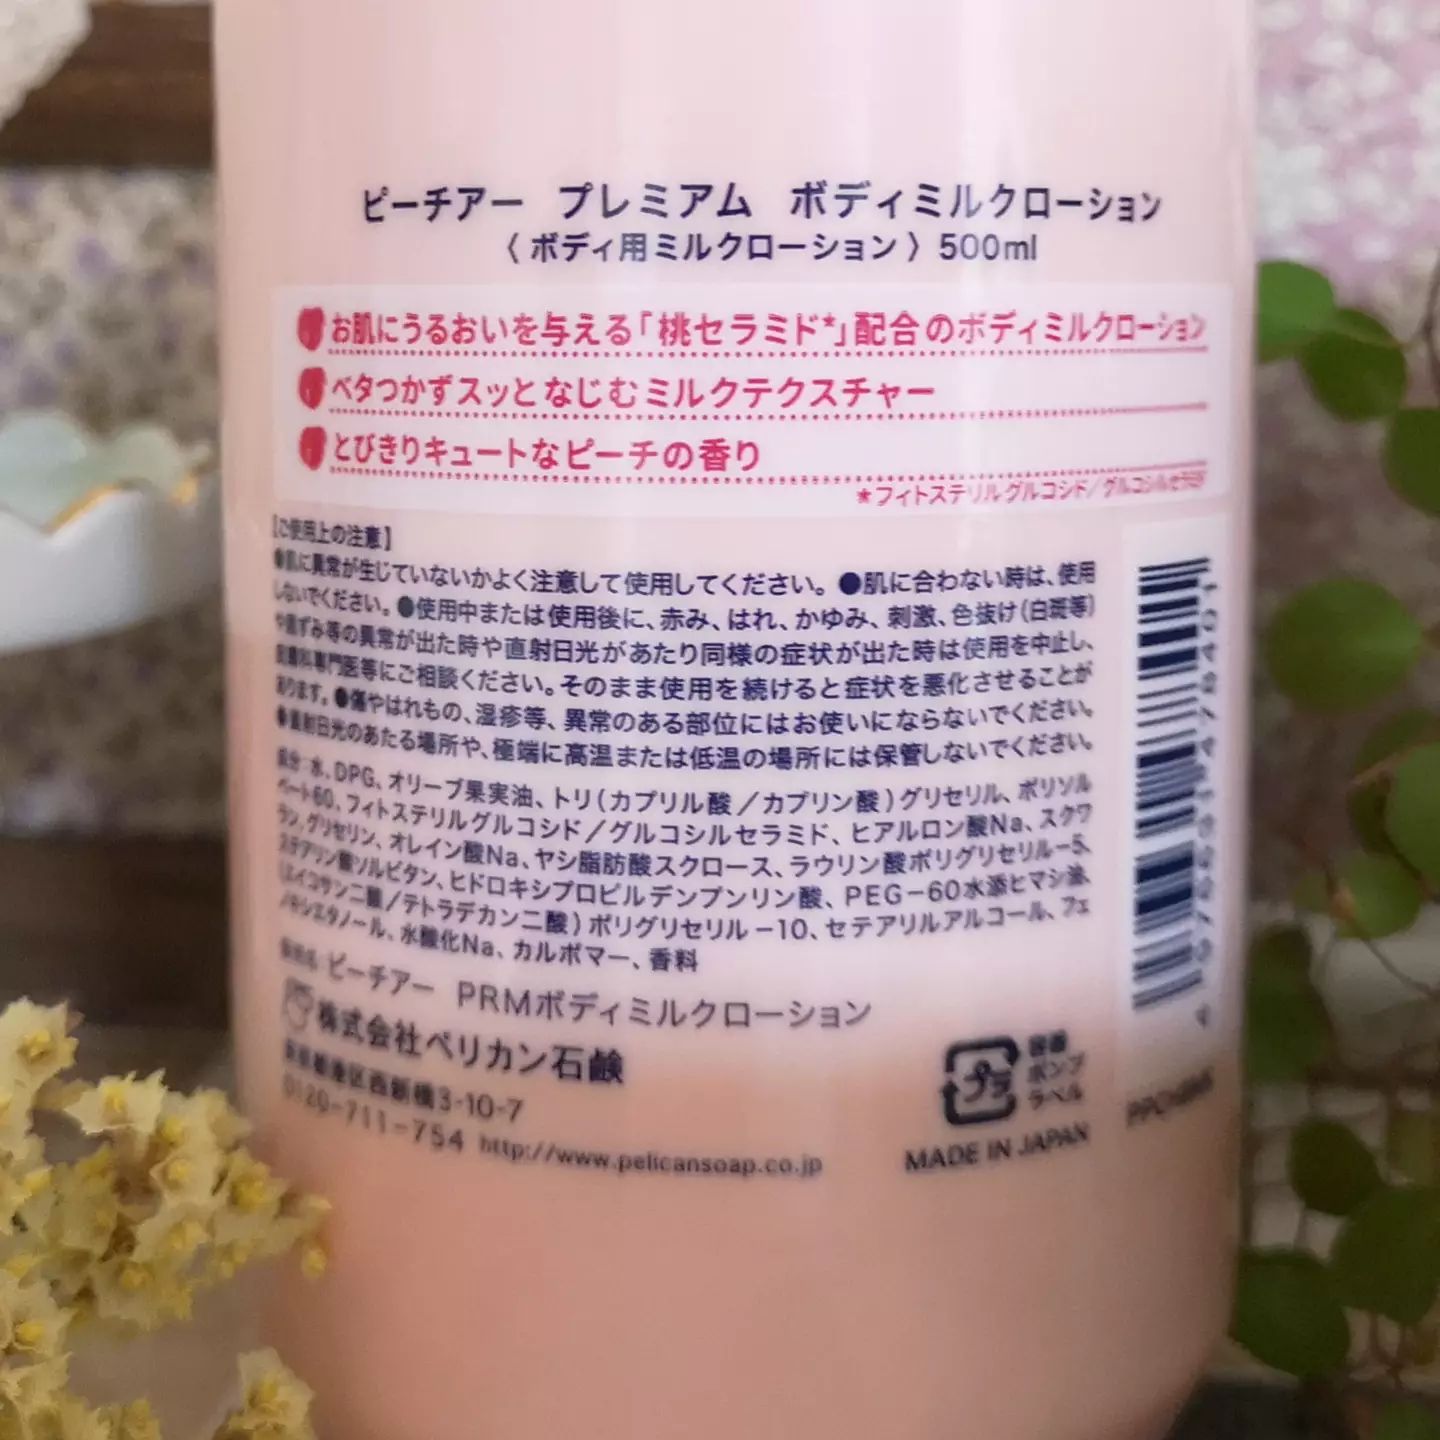 ピーチアー プレミアム ボディミルクローション
〈ボディ用ミルクローション〉500ml
お肌にうるおいを与える「桃セラミド*」配合のボディミルクローション
ベタつかずスッとなじむミルクテクスチャー
とびきりキュートなピーチの香り
*フィトステリルグルコシド/グルコシルセラミド
【ご使用上の注意】
●肌に異常が生じていないかよく注意して使用してください。●肌に合わない時は、使用
しないでください。●使用中または使用後に、赤み、はれ、かゆみ、刺激、色抜け(白斑等)
や黒ずみ等の異常が出た時や直射日光があたり同様の症状が出た時は使用を中止し、
皮膚科専門医等にご相談ください。そのまま使用を続けると症状を悪化させることが
あります。●傷やはれもの、湿疹等、異常のある部位にはお使いにならないでください。
●直射日光のあたる場所や、極端に高温または低温の場所には保管しないでください。
成分:水、DPG、オリーブ果実油、トリ(カプリル酸/カプリン酸)グリセリル、ポリソル
ベート60、フィトステリルグルコシド/グルコシルセラミド、ヒアルロン酸Na、スクワ
ラン、グリセリン、オレイン酸Na、ヤシ脂肪酸スクロース、ラウリン酸ポリグリセリル-5、
ステアリン酸ソルビタン、ヒドロキシプロピルデンプンリン酸、PEG-60水添ヒマシ油、
(エイコサン二酸/テトラデカン二酸)ポリグリセリル-10、セテアリルアルコール、フェ
ノキシエタノール、水酸化Na、カルボマー、香料
ピーチアー PRMボディミルクローション
株式会社ペリカン石鹸
東京都港区西新橋3-10-7
0120-711-754 http://www.pelicansoap.co.jp
プラ
容器
ポンプ
ラベル
MADE IN JAPAN